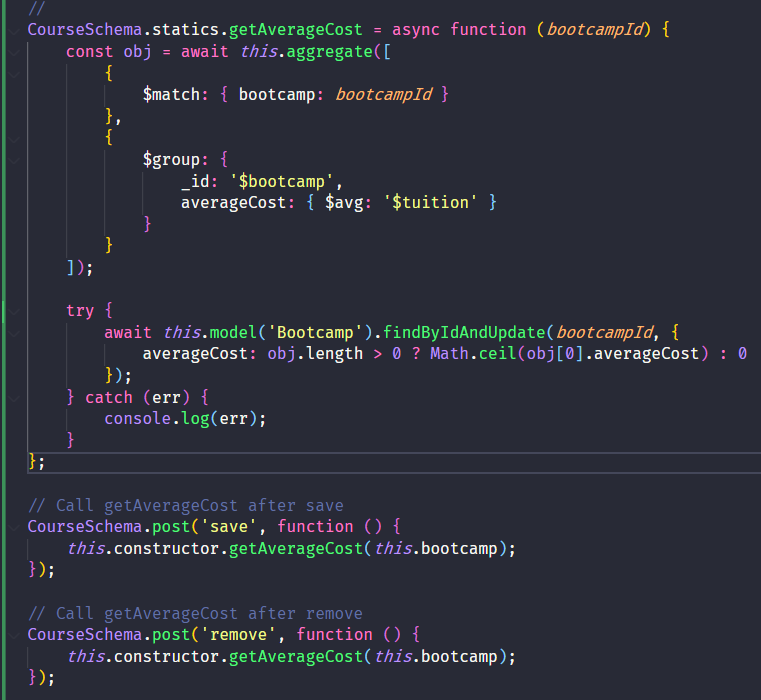 //
CourseSchema.statics.getAverageCost = async function (bootcampId) {
    const obj = await this.aggregate([
        {
            $match: { bootcamp: bootcampId }
        },
        {
            $group: {
                _id: '$bootcamp',
                averageCost: { $avg: '$tuition' }
            }
        }
    ]);

    try {
        await this.model('Bootcamp').findByIdAndUpdate(bootcampId, {
            averageCost: obj.length > 0 ? Math.ceil(obj[0].averageCost) : 0
        });
    } catch (err) {
        console.log(err);
    }
};

// Call getAverageCost after save
CourseSchema.post('save', function () {
    this.constructor.getAverageCost(this.bootcamp);
});

// Call getAverageCost after remove
CourseSchema.post('remove', function () {
    this.constructor.getAverageCost(this.bootcamp);
});